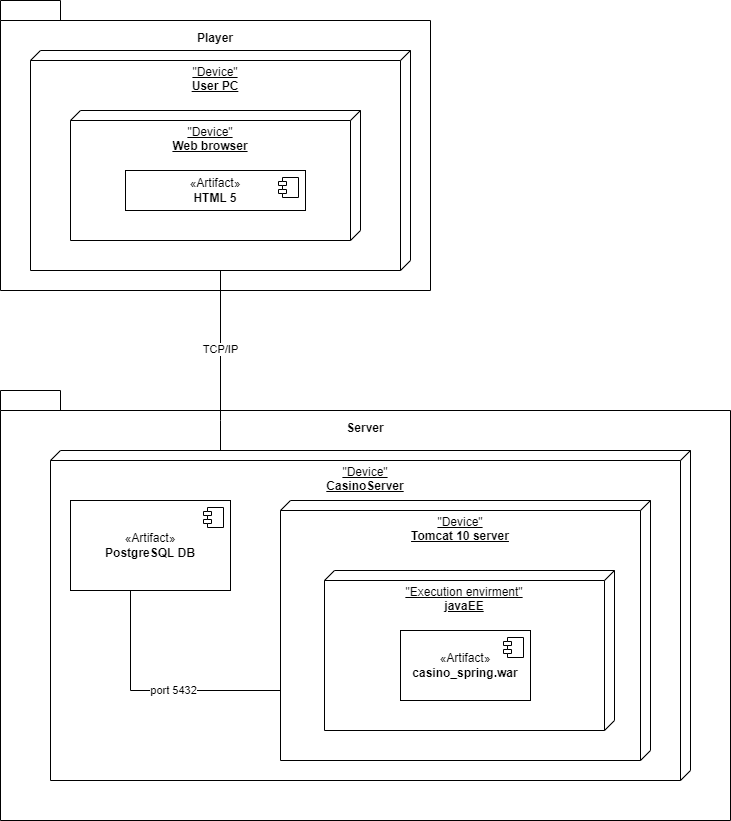 Player
"Device"
User PC
"Device"
Web browser
«Artifact»
HTML 5
TCP/IP
Server
"Device"
CasinoServer
«Artifact»
PostgreSQL DB
"Device"
Tomcat 10 server
"Execution envirment"
javaEE
«Artifact»
casino_spring.war
port 5432